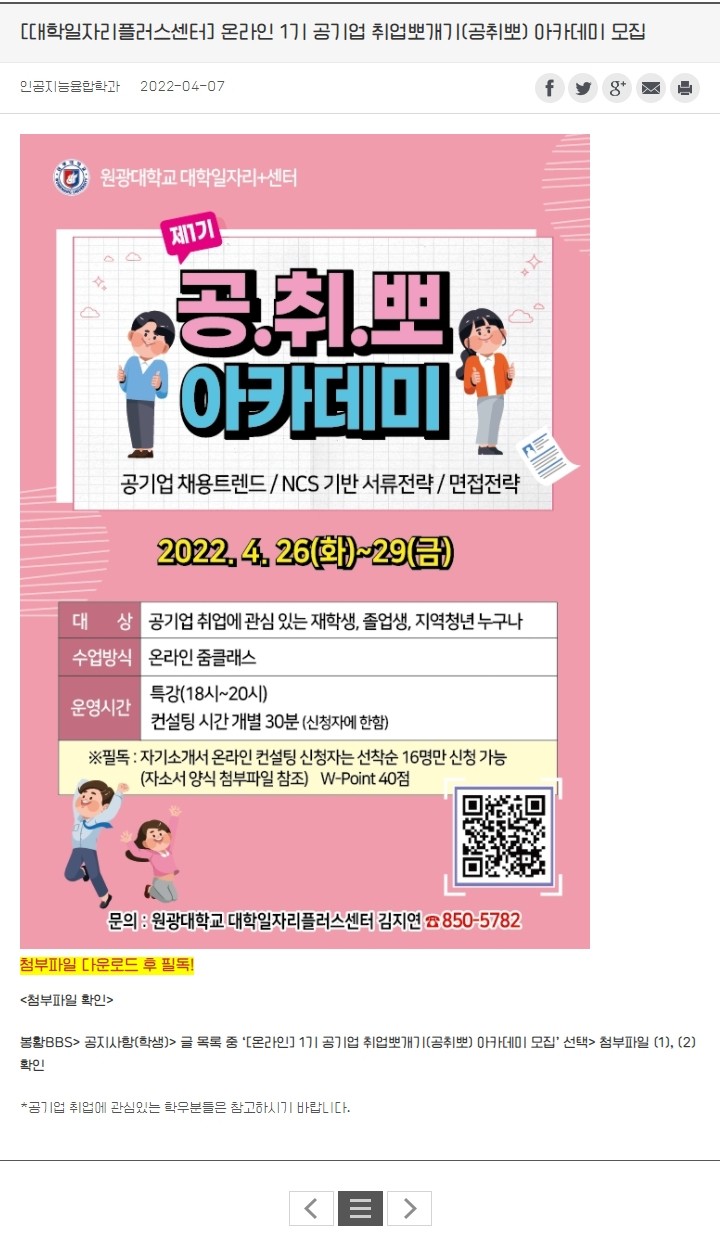 [[대학일자리플러스센터] 온라인 1기 공기업 취업뽀개기(공취뽀) 아카데미 모집
인공지능융합학과 2022-04-07
원광대학교 대학일자리+센터
제1기
공.취.뽀
아카데미
공기업 채용트렌드 / NCS 기반 서류전략 / 면접전략
2022. 4. 26(화)~29(금)
대 상 공기업 취업에 관심 있는 재학생, 졸업생, 지역청년 누구나
수업방식 온라인 줌클래스
운영시간 특강(18시~20시)
컨설팅 시간 개별 30분 (신청자에 한함)
※필독 : 자기소개서 온라인 컨설팅 신청자는 선착순 16명만 신청 가능
(자소서 양식 첨부파일 참조) W-Point 40점
문의 : 원광대학교 대학일자리플러스센터 김지연 ☎850-5782
첨부파일 다운로드 후 필독!
<첨부파일 확인>
봉황BBS> 공지사항(학생)> 글 목록 중 '[온라인] 1기 공기업 취업뽀개기(공취뽀) 아카데미 모집' 선택> 첨부파일 (1), (2)
확인
*공기업 취업에 관심있는 학우분들은 참고하시기 바랍니다.